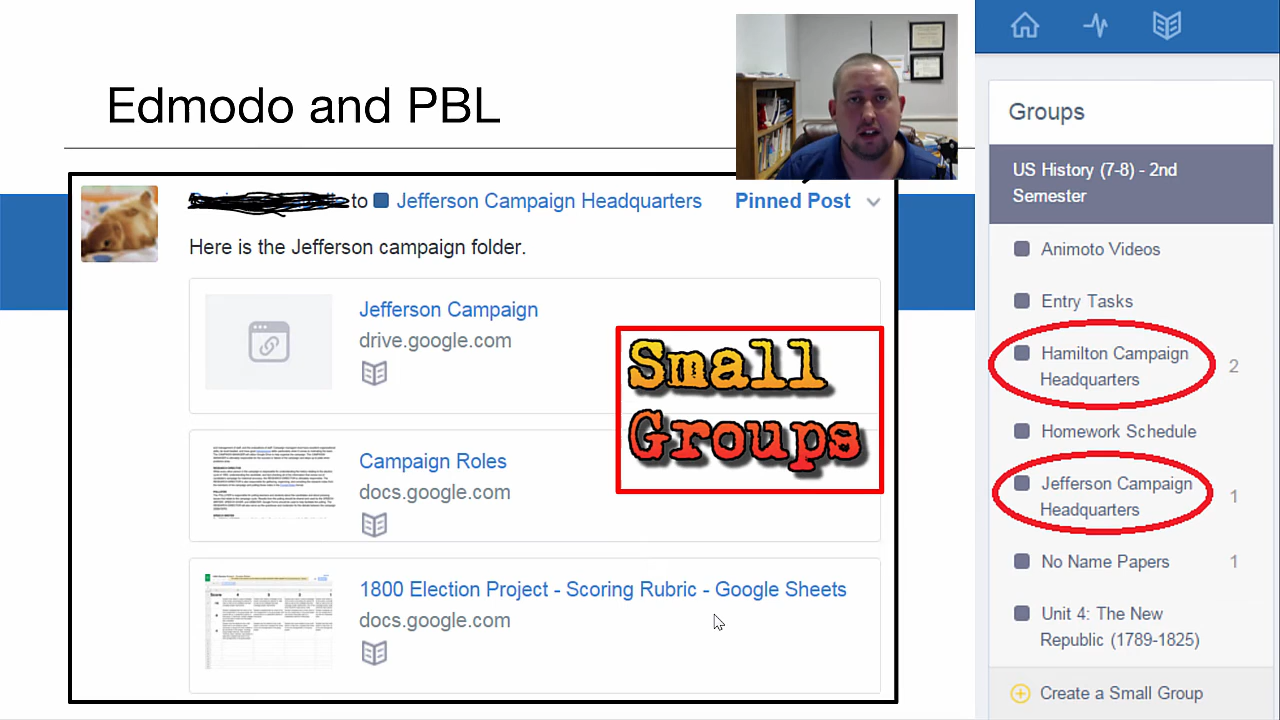 Edmodo and PBL
to Jefferson Campaign Headquarters
Pinned Post
Here is the Jefferson campaign folder.
Jefferson Campaign
drive.google.com
Campaign Roles
docs.google.com
1800 Election Project - Scoring Rubric - Google Sheets
docs.google.com
Small
Groups
Groups
US History (7-8) - 2nd
Semester
Animoto Videos
Entry Tasks
Hamilton Campaign
Headquarters
2
Homework Schedule
Jefferson Campaign
Headquarters
1
No Name Papers
1
Unit 4: The New
Republic (1789-1825)
Create a Small Group